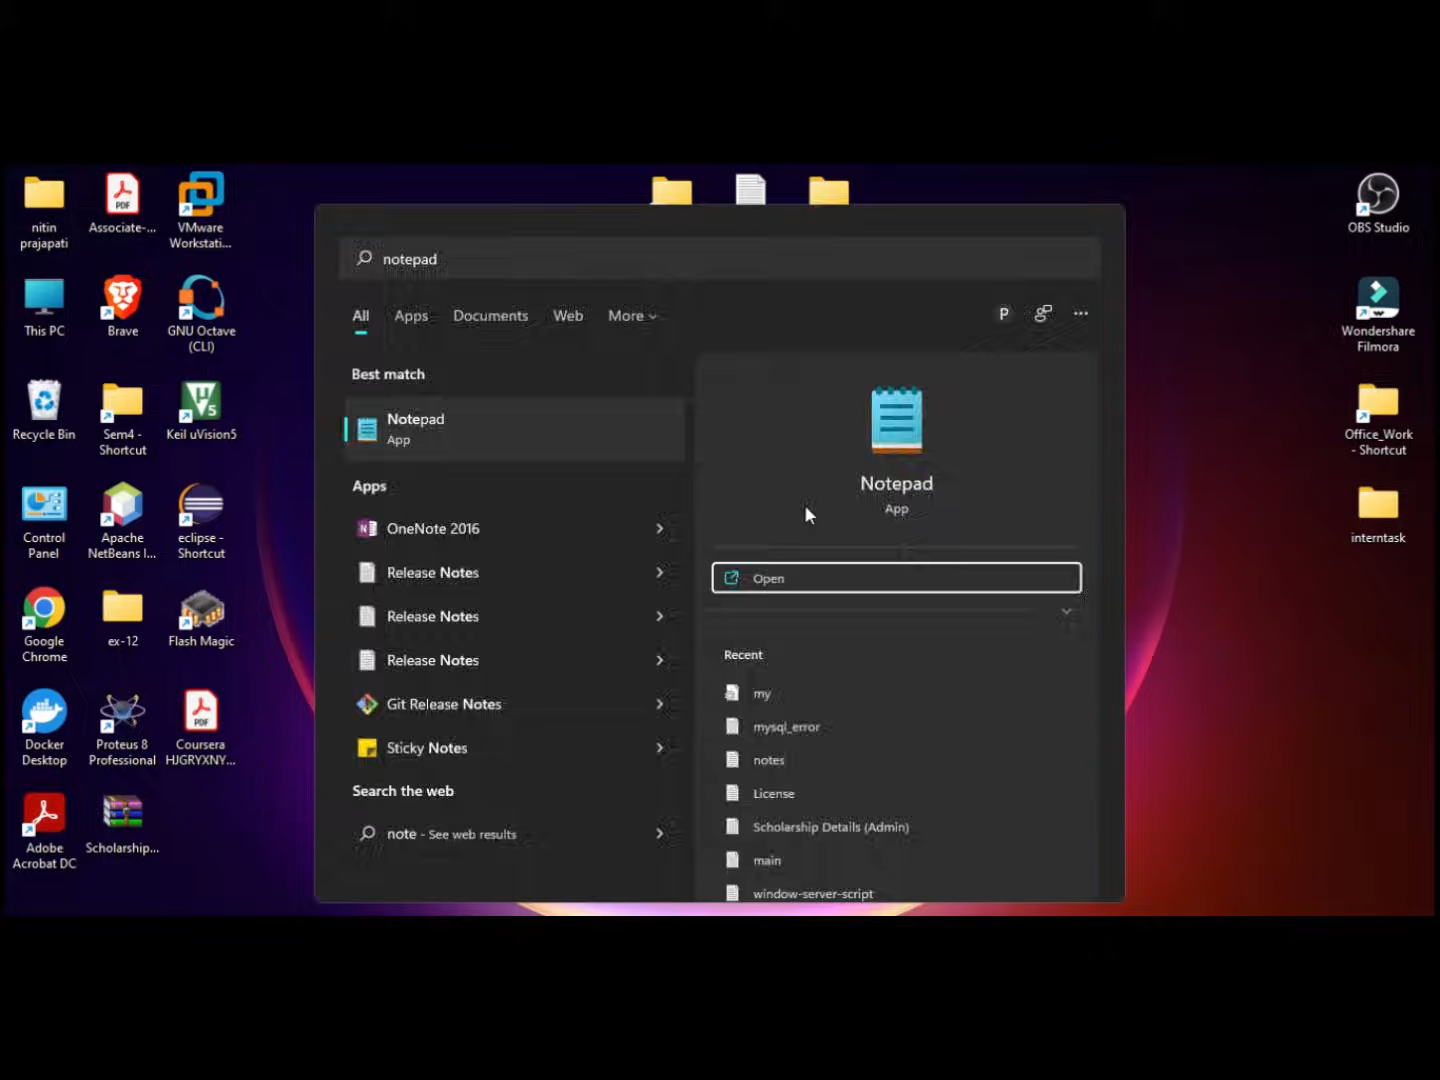 nitin
prajapati
Associate-...
VMware
Workstati...
This PC
Brave
GNU Octave
(CLI)
Recycle Bin
Sem4 -
Shortcut
Keil uVision5
Control
Panel
Apache
NetBeans I...
eclipse -
Shortcut
Google
Chrome
ex-12
Flash Magic
Docker
Desktop
Proteus 8
Professional
Coursera
HJGRYXNY...
Adobe
Acrobat DC
Scholarship...
notepad
All Apps Documents Web More
P
Best match
Notepad
App
Apps
OneNote 2016
Release Notes
Release Notes
Release Notes
Git Release Notes
Sticky Notes
Search the web
note - See web results
Notepad
App
Open
Recent
my
mysql_error
notes
License
Scholarship Details (Admin)
main
window-server-script
OBS Studio
Wondershare
Filmora
Office_Work
- Shortcut
interntask